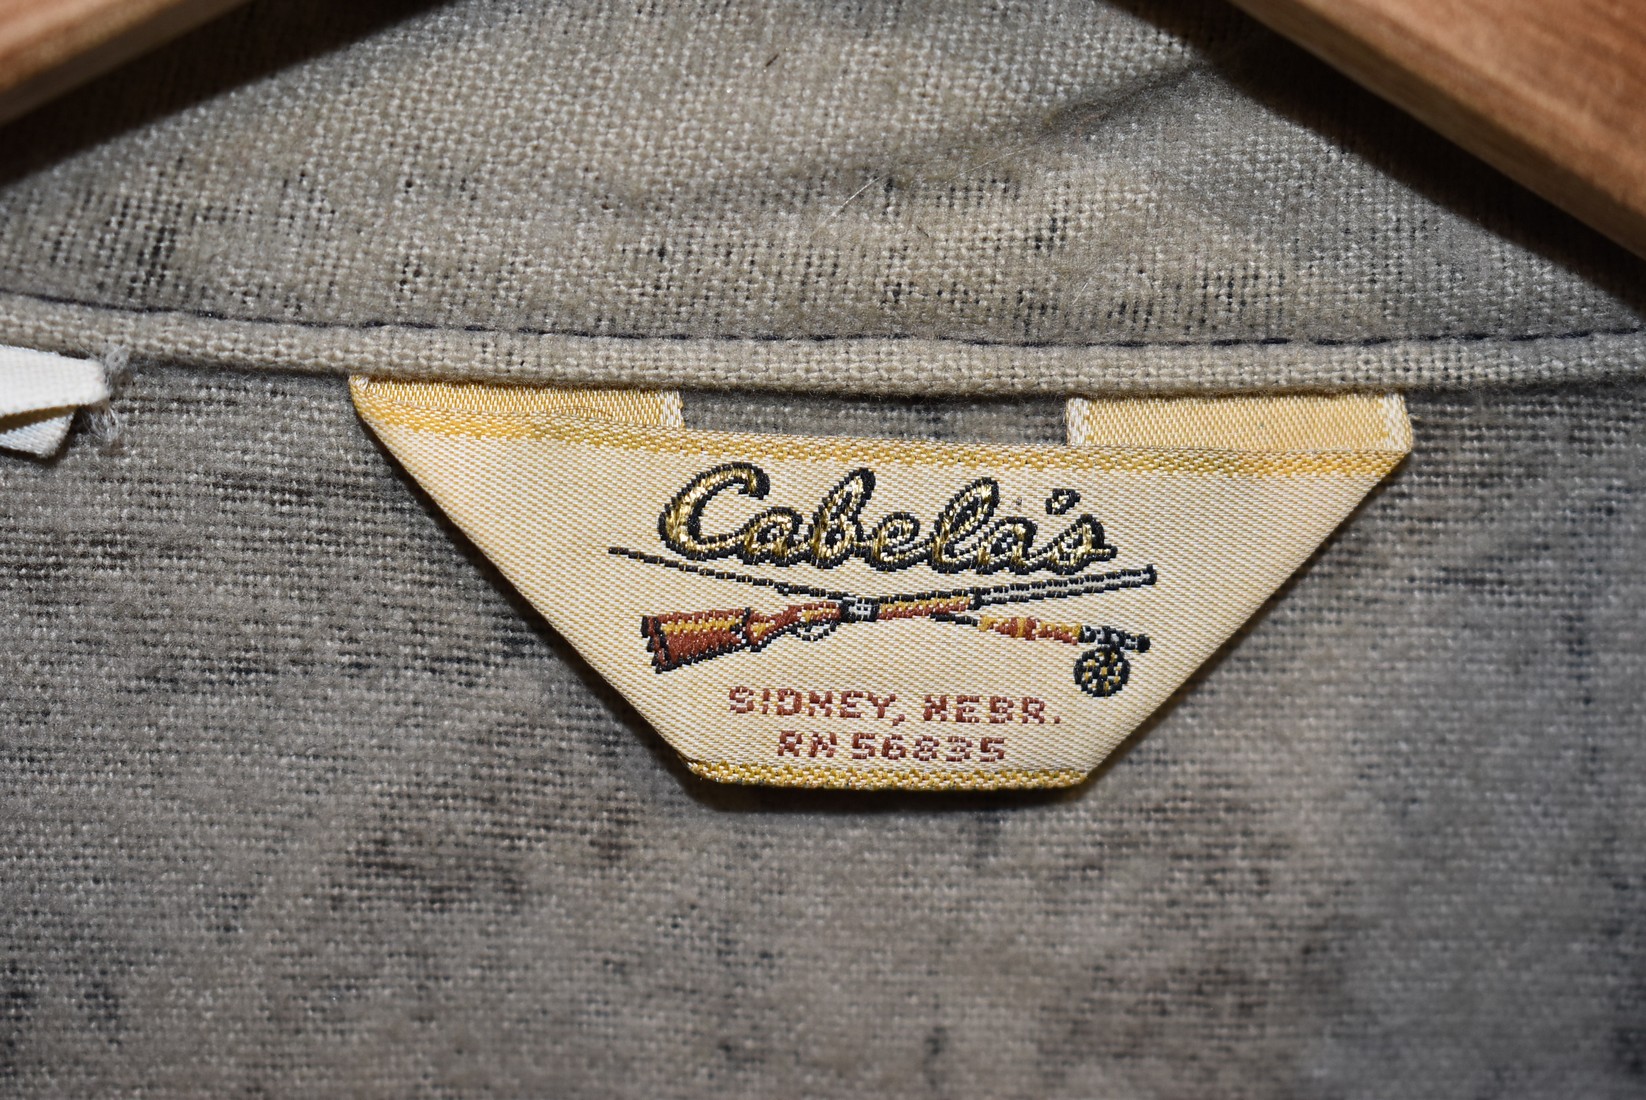 Cabela's
SIDNEY, NEBR.
RN 56835